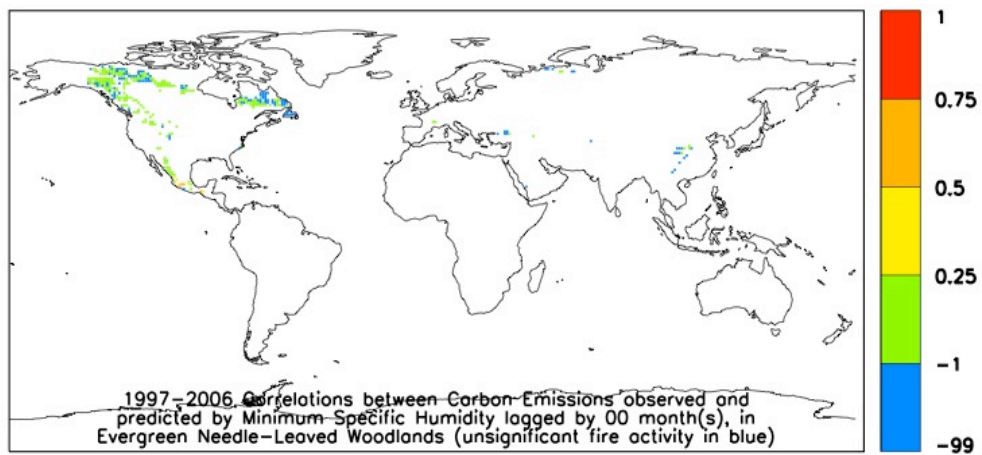 1
0.75
0.5
0.25
-1
-99
1997-2006 Correlations between Carbon Emissions observed and
predicted by Minimum Specific Humidity lagged by 00 month(s), in
Evergreen Needle-Leaved Woodlands (unsignificant fire activity in blue)